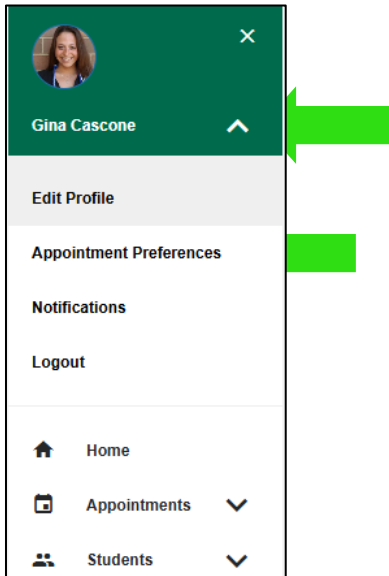 Gina Cascone
Edit Profile
Appointment Preferences
Notifications
Logout
Home
Appointments
Students